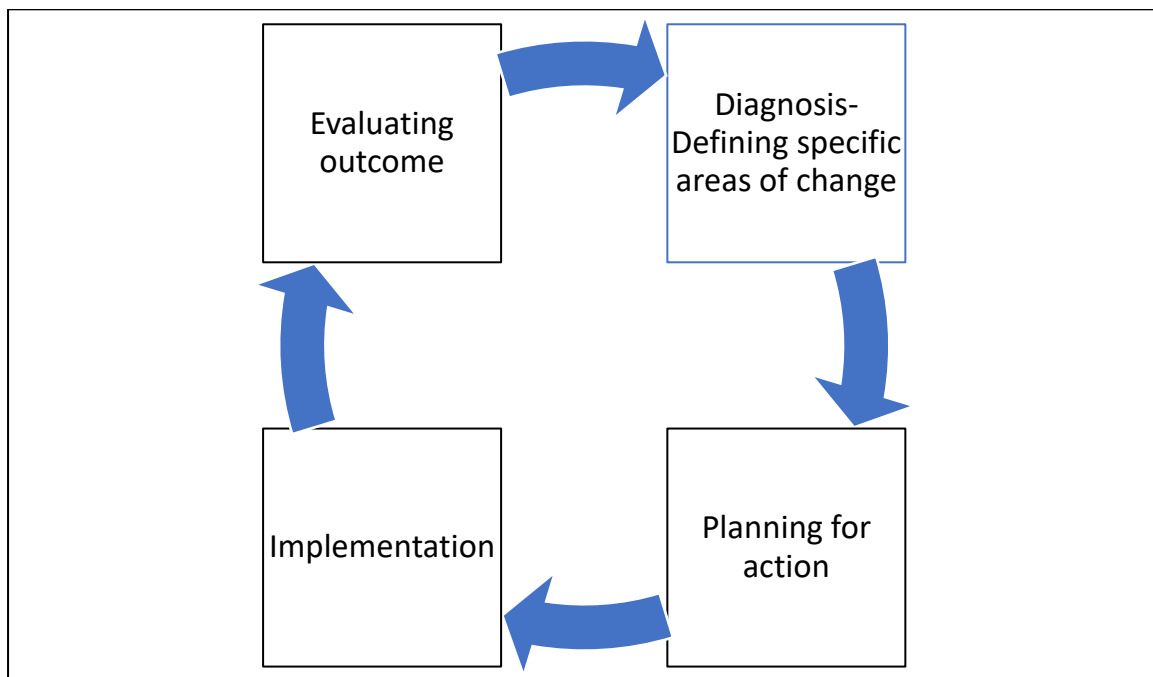 Evaluating
outcome
Diagnosis-
Defining specific
areas of change
Implementation
Planning for
action